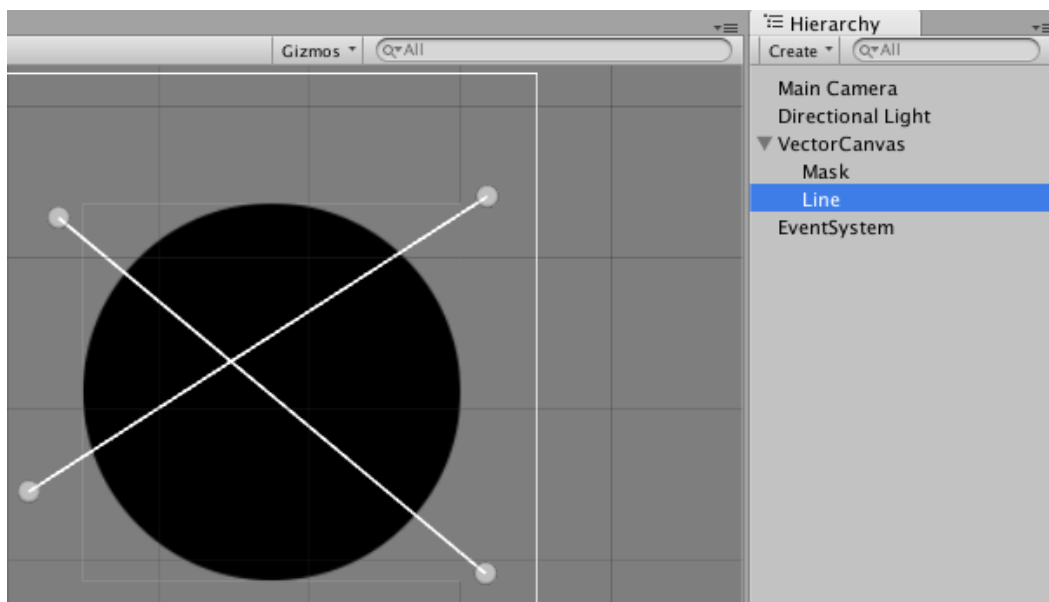 Gizmos
All
Hierarchy
Create
All
Main Camera
Directional Light
VectorCanvas
Mask
Line
EventSystem